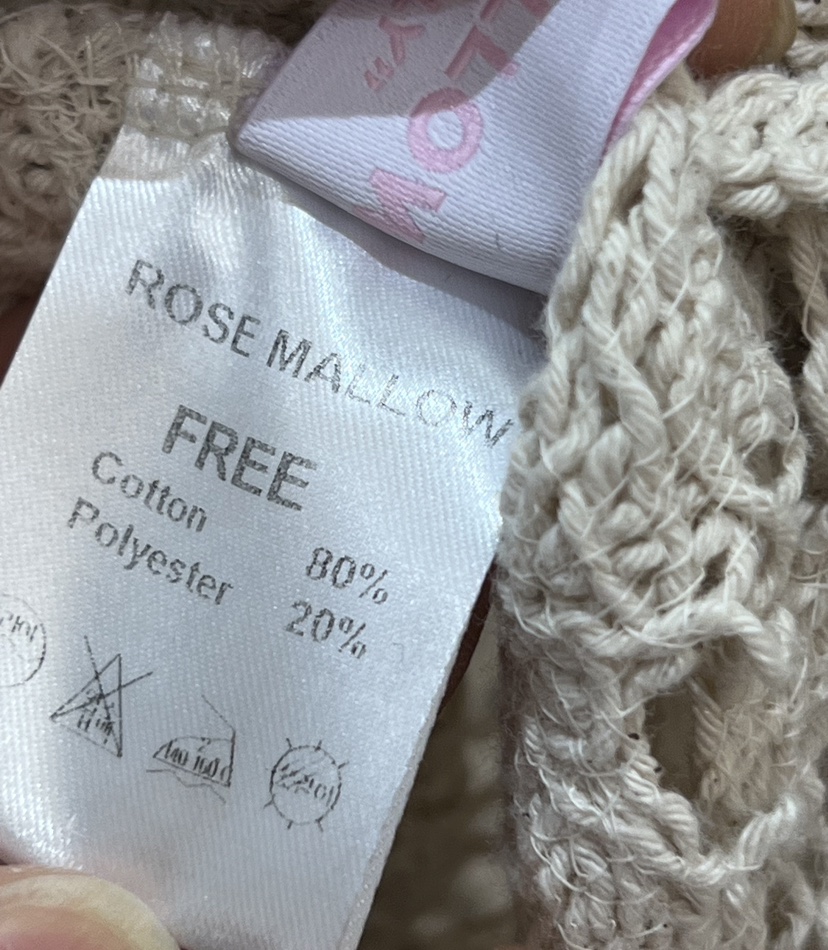 ROSE MALLOW
FREE
Cotton 80%
Polyester 20%